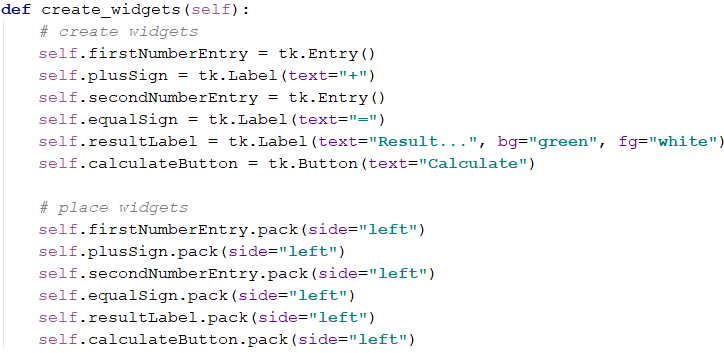 def create_widgets(self):
    # create widgets
    self.firstNumberEntry = tk.Entry()
    self.plusSign = tk.Label(text="+")
    self.secondNumberEntry = tk.Entry()
    self.equalSign = tk.Label(text="=")
    self.resultLabel = tk.Label(text="Result...", bg="green", fg="white")
    self.calculateButton = tk.Button(text="Calculate")

    # place widgets
    self.firstNumberEntry.pack(side="left")
    self.plusSign.pack(side="left")
    self.secondNumberEntry.pack(side="left")
    self.equalSign.pack(side="left")
    self.resultLabel.pack(side="left")
    self.calculateButton.pack(side="left")